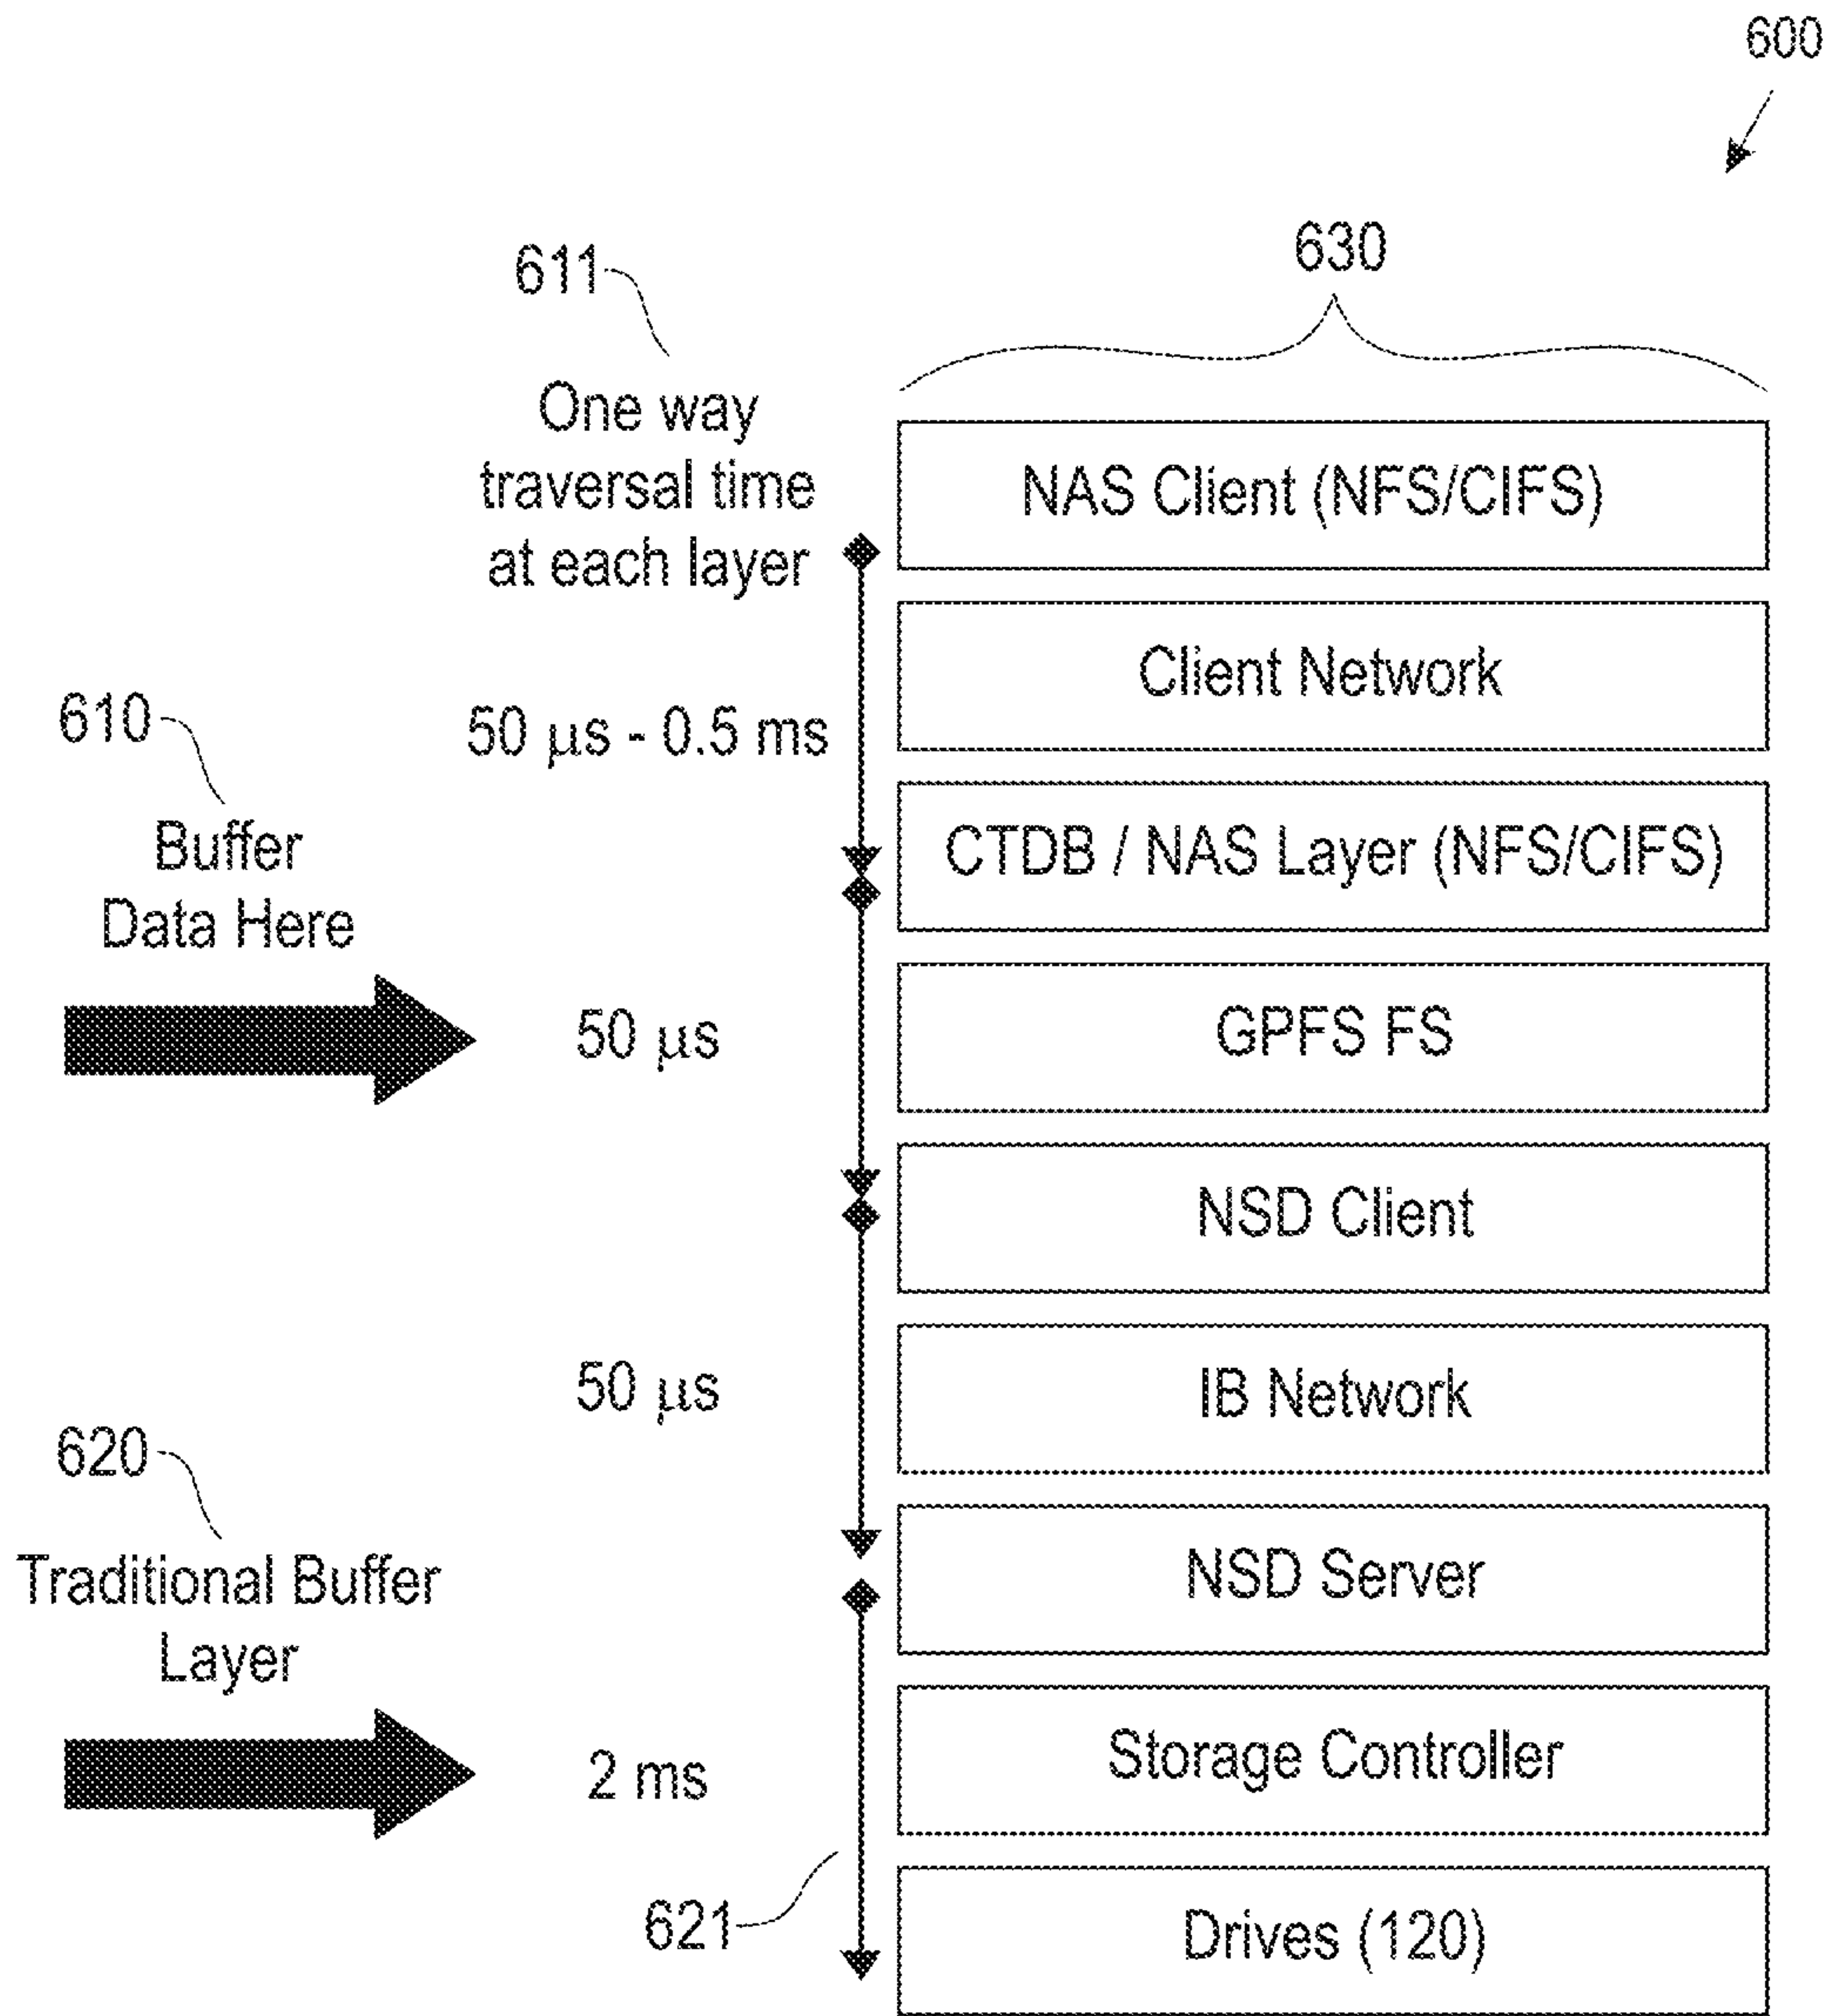 600
630
611
One way
traversal time
at each layer
NAS Client (NFS/CIFS)
Client Network
610
50 µs - 0.5 ms
Buffer
Data Here
CTDB / NAS Layer (NFS/CIFS)
50 µs
GPFS FS
NSD Client
50 µs
IB Network
620
Traditional Buffer
Layer
NSD Server
2 ms
Storage Controller
621
Drives (120)